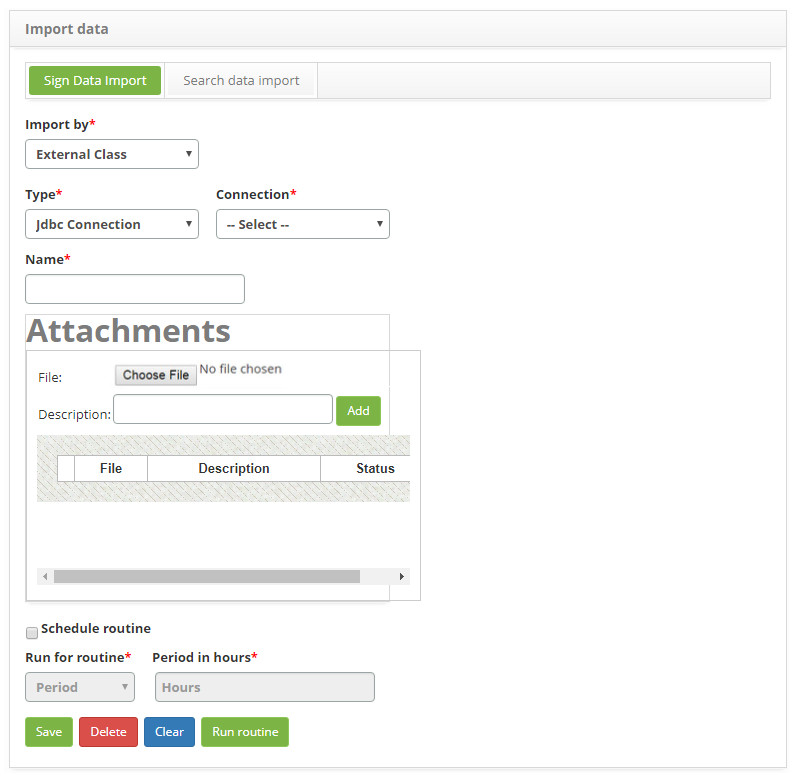 Import data
Sign Data Import Search data import
Import by*
External Class
Type* Connection*
Jdbc Connection -- Select --
Name*
Attachments
File: Choose File No file chosen
Description: Add
File Description Status
Schedule routine
Run for routine* Period in hours*
Period Hours
Save Delete Clear Run routine